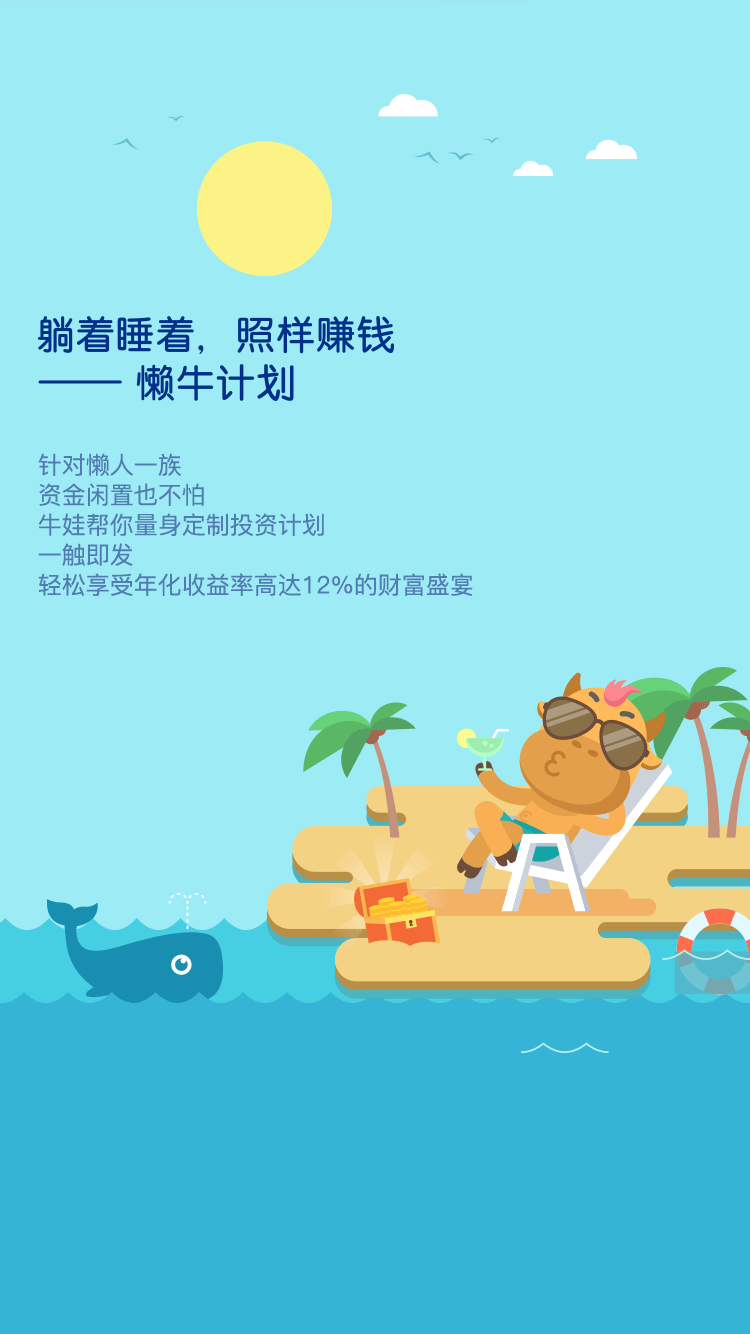 躺着睡着，照样赚钱
—— 懒牛计划
针对懒人一族
资金闲置也不怕
牛娃帮你量身定制投资计划
一触即发
轻松享受年化收益率高达12%的财富盛宴